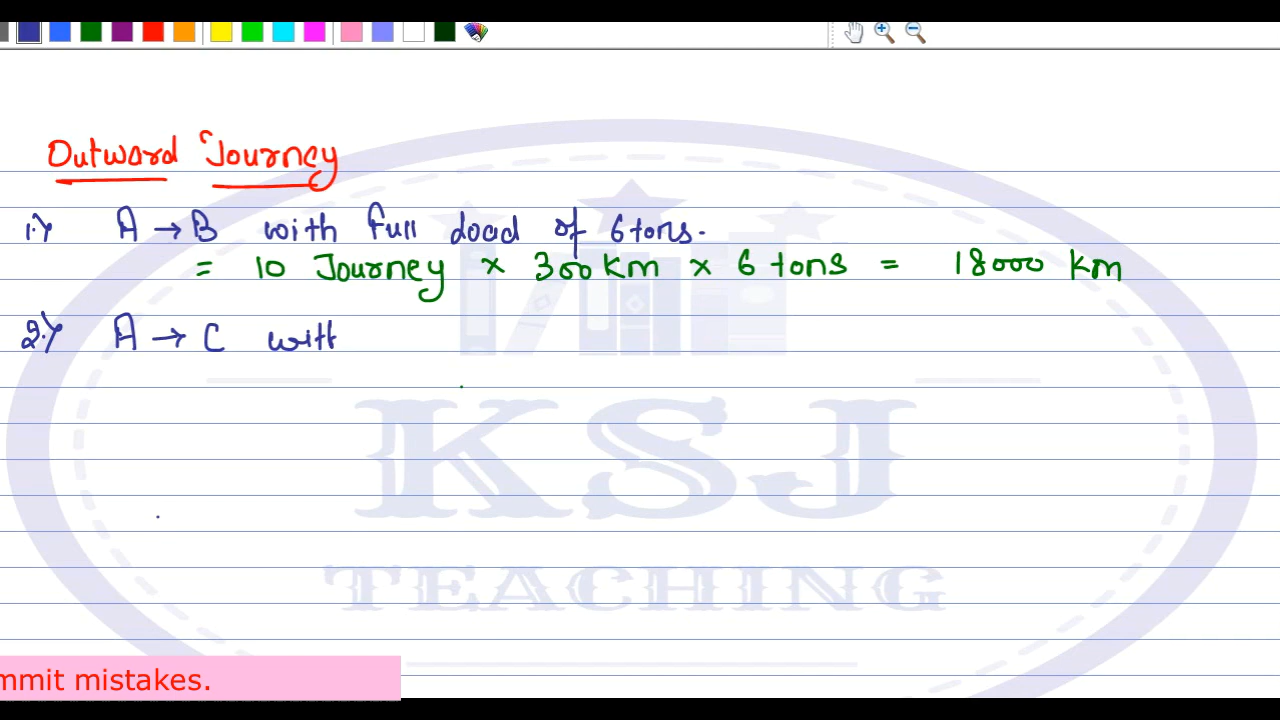 Outward Journey
1.) A → B with Full Load of 6 tons.
= 10 Journey × 300 Km × 6 tons = 18000 Km
2.) A → C with
KSJ
TEACHING
mmit mistakes.